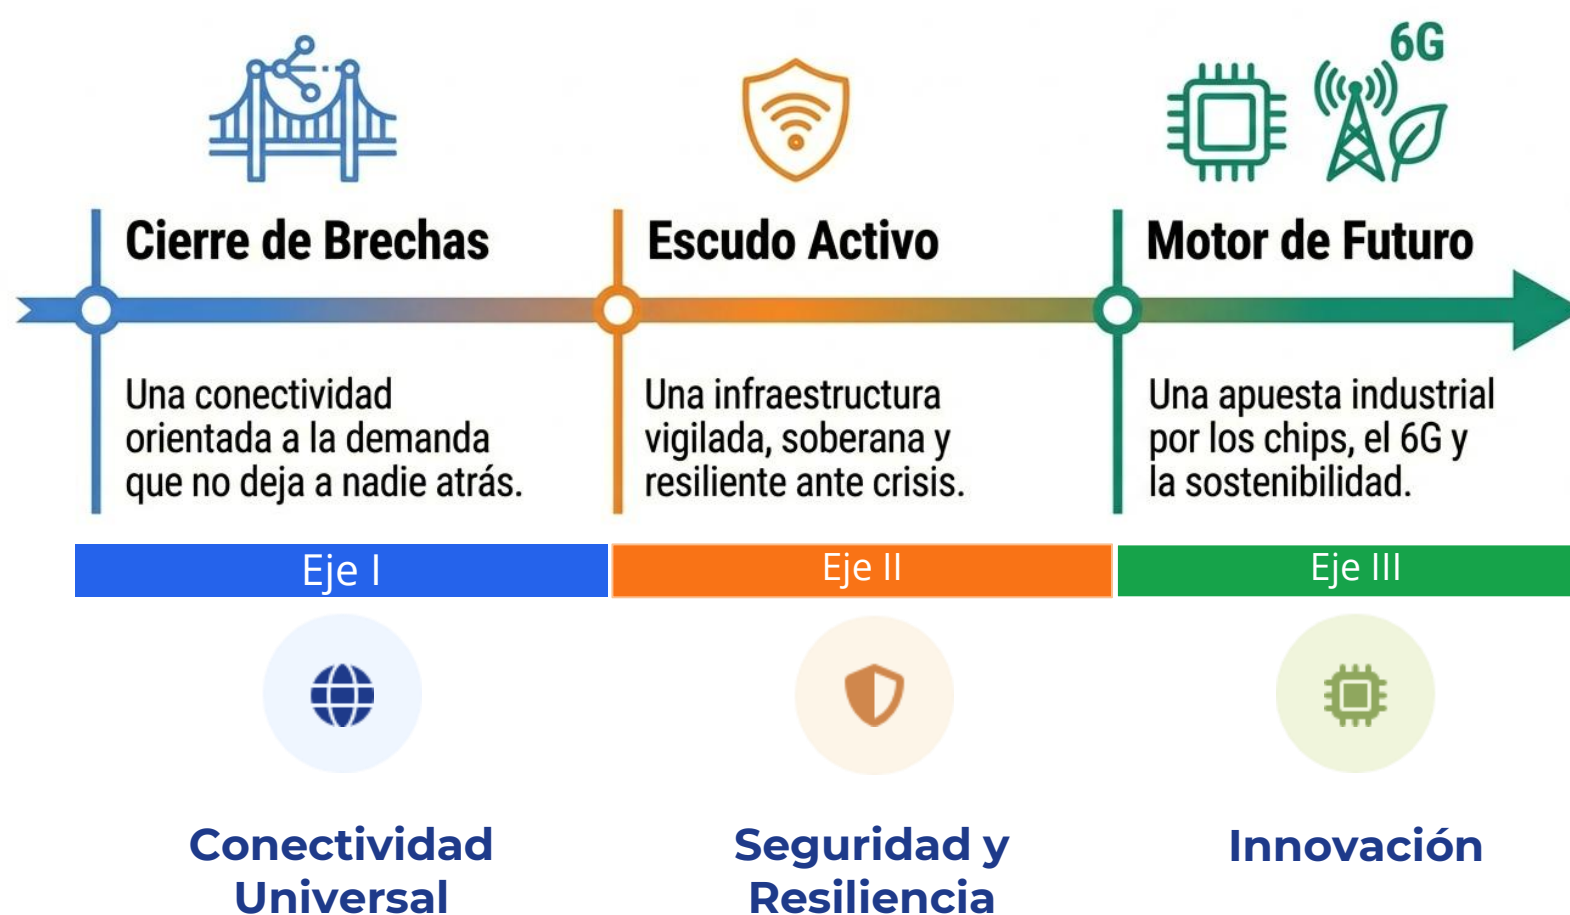 6G
Cierre de Brechas
Escudo Activo
Motor de Futuro
Una conectividad
orientada a la demanda
que no deja a nadie atrás.
Una infraestructura
vigilada, soberana y
resiliente ante crisis.
Una apuesta industrial
por los chips, el 6G y
la sostenibilidad.
Eje I
Eje II
Eje III
Conectividad
Universal
Seguridad y
Resiliencia
Innovación